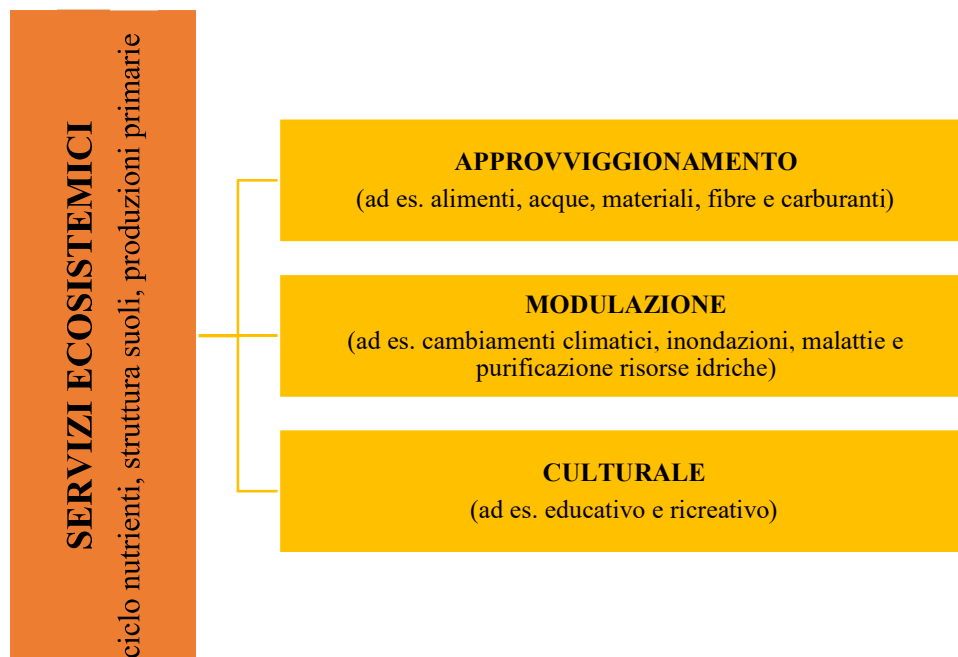 SERVIZI ECOSISTEMICI
ciclo nutrienti, struttura suoli, produzioni primarie
APPROVVIGGIONAMENTO
(ad es. alimenti, acque, materiali, fibre e carburanti)
MODULAZIONE
(ad es. cambiamenti climatici, inondazioni, malattie e
purificazione risorse idriche)
CULTURALE
(ad es. educativo e ricreativo)